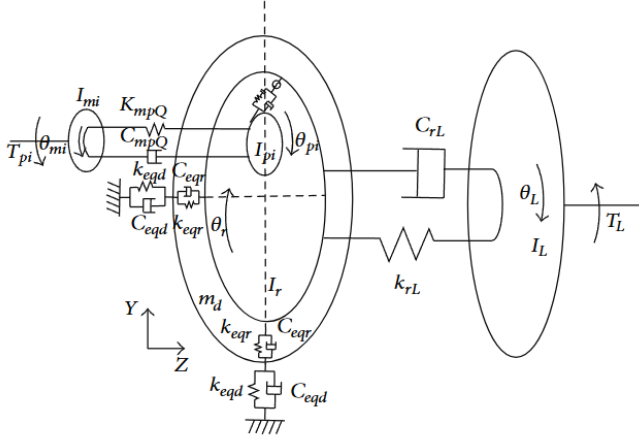 I_mi
K_mpQ
C_mpQ
θ_mi
T_pi
I_pi
θ_pi
k_eqd
C_eqr
C_eqd
k_eqr
θ_r
C_rL
θ_L
T_L
I_L
k_rL
I_r
m_d
Y
Z
k_eqr
C_eqr
k_eqd
C_eqd